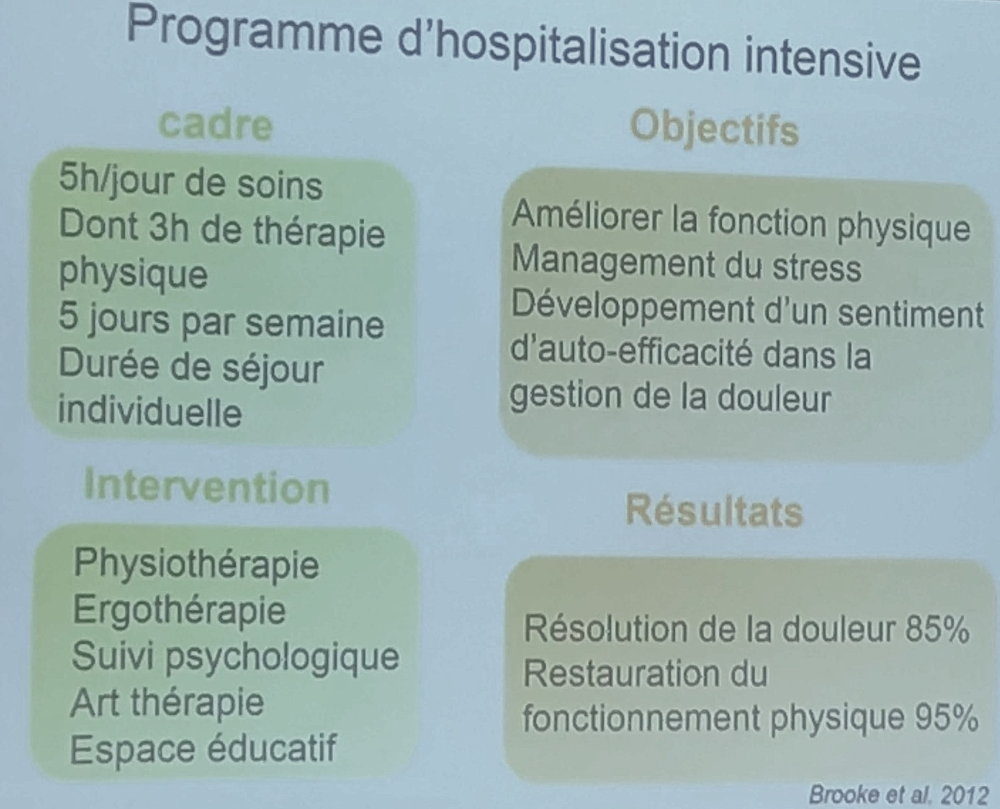 Programme d'hospitalisation intensive
cadre
5h/jour de soins
Dont 3h de thérapie
physique
5 jours par semaine
Durée de séjour
individuelle
Objectifs
Améliorer la fonction physique
Management du stress
Développement d'un sentiment
d'auto-efficacité dans la
gestion de la douleur
Intervention
Physiothérapie
Ergothérapie
Suivi psychologique
Art thérapie
Espace éducatif
Résultats
Résolution de la douleur 85%
Restauration du
fonctionnement physique 95%
Brooke et al. 2012